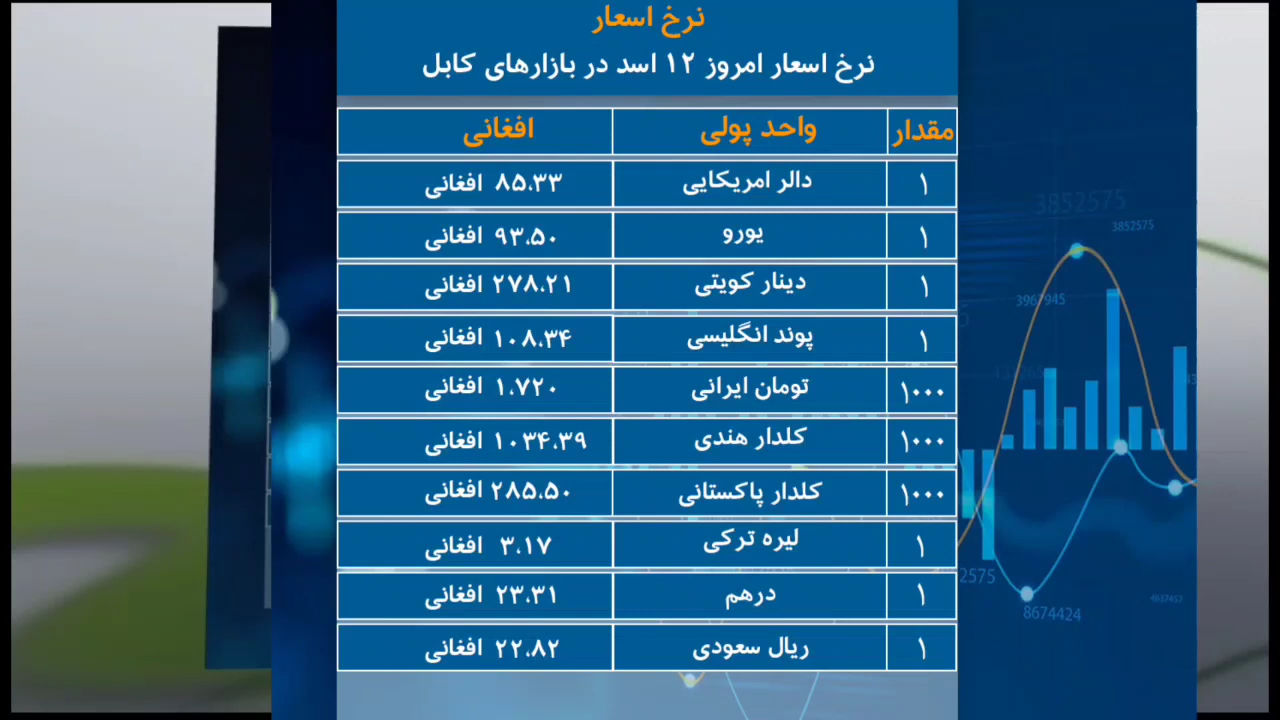 نرخ اسعار
نرخ اسعار امروز ۱۲ اسد در بازارهای کابل
مقدار واحد پولی افغانی
۱ دالر امریکایی ۸۵.۳۳ افغانی
۱ یورو ۹۳.۵۰ افغانی
۱ دینار کویتی ۲۷۸.۲۱ افغانی
۱ پوند انگلیسی ۱۰۸.۳۴ افغانی
۱۰۰۰ تومان ایرانی ۱.۷۲۰ افغانی
۱۰۰۰ کلدار هندی ۱۰۳۴.۳۹ افغانی
۱۰۰۰ کلدار پاکستانی ۲۸۵.۵۰ افغانی
۱ لیره ترکی ۳.۱۷ افغانی
۱ درهم ۲۳.۳۱ افغانی
۱ ریال سعودی ۲۲.۸۲ افغانی
3852575
3852575
3967945
2575
8674424
4637457